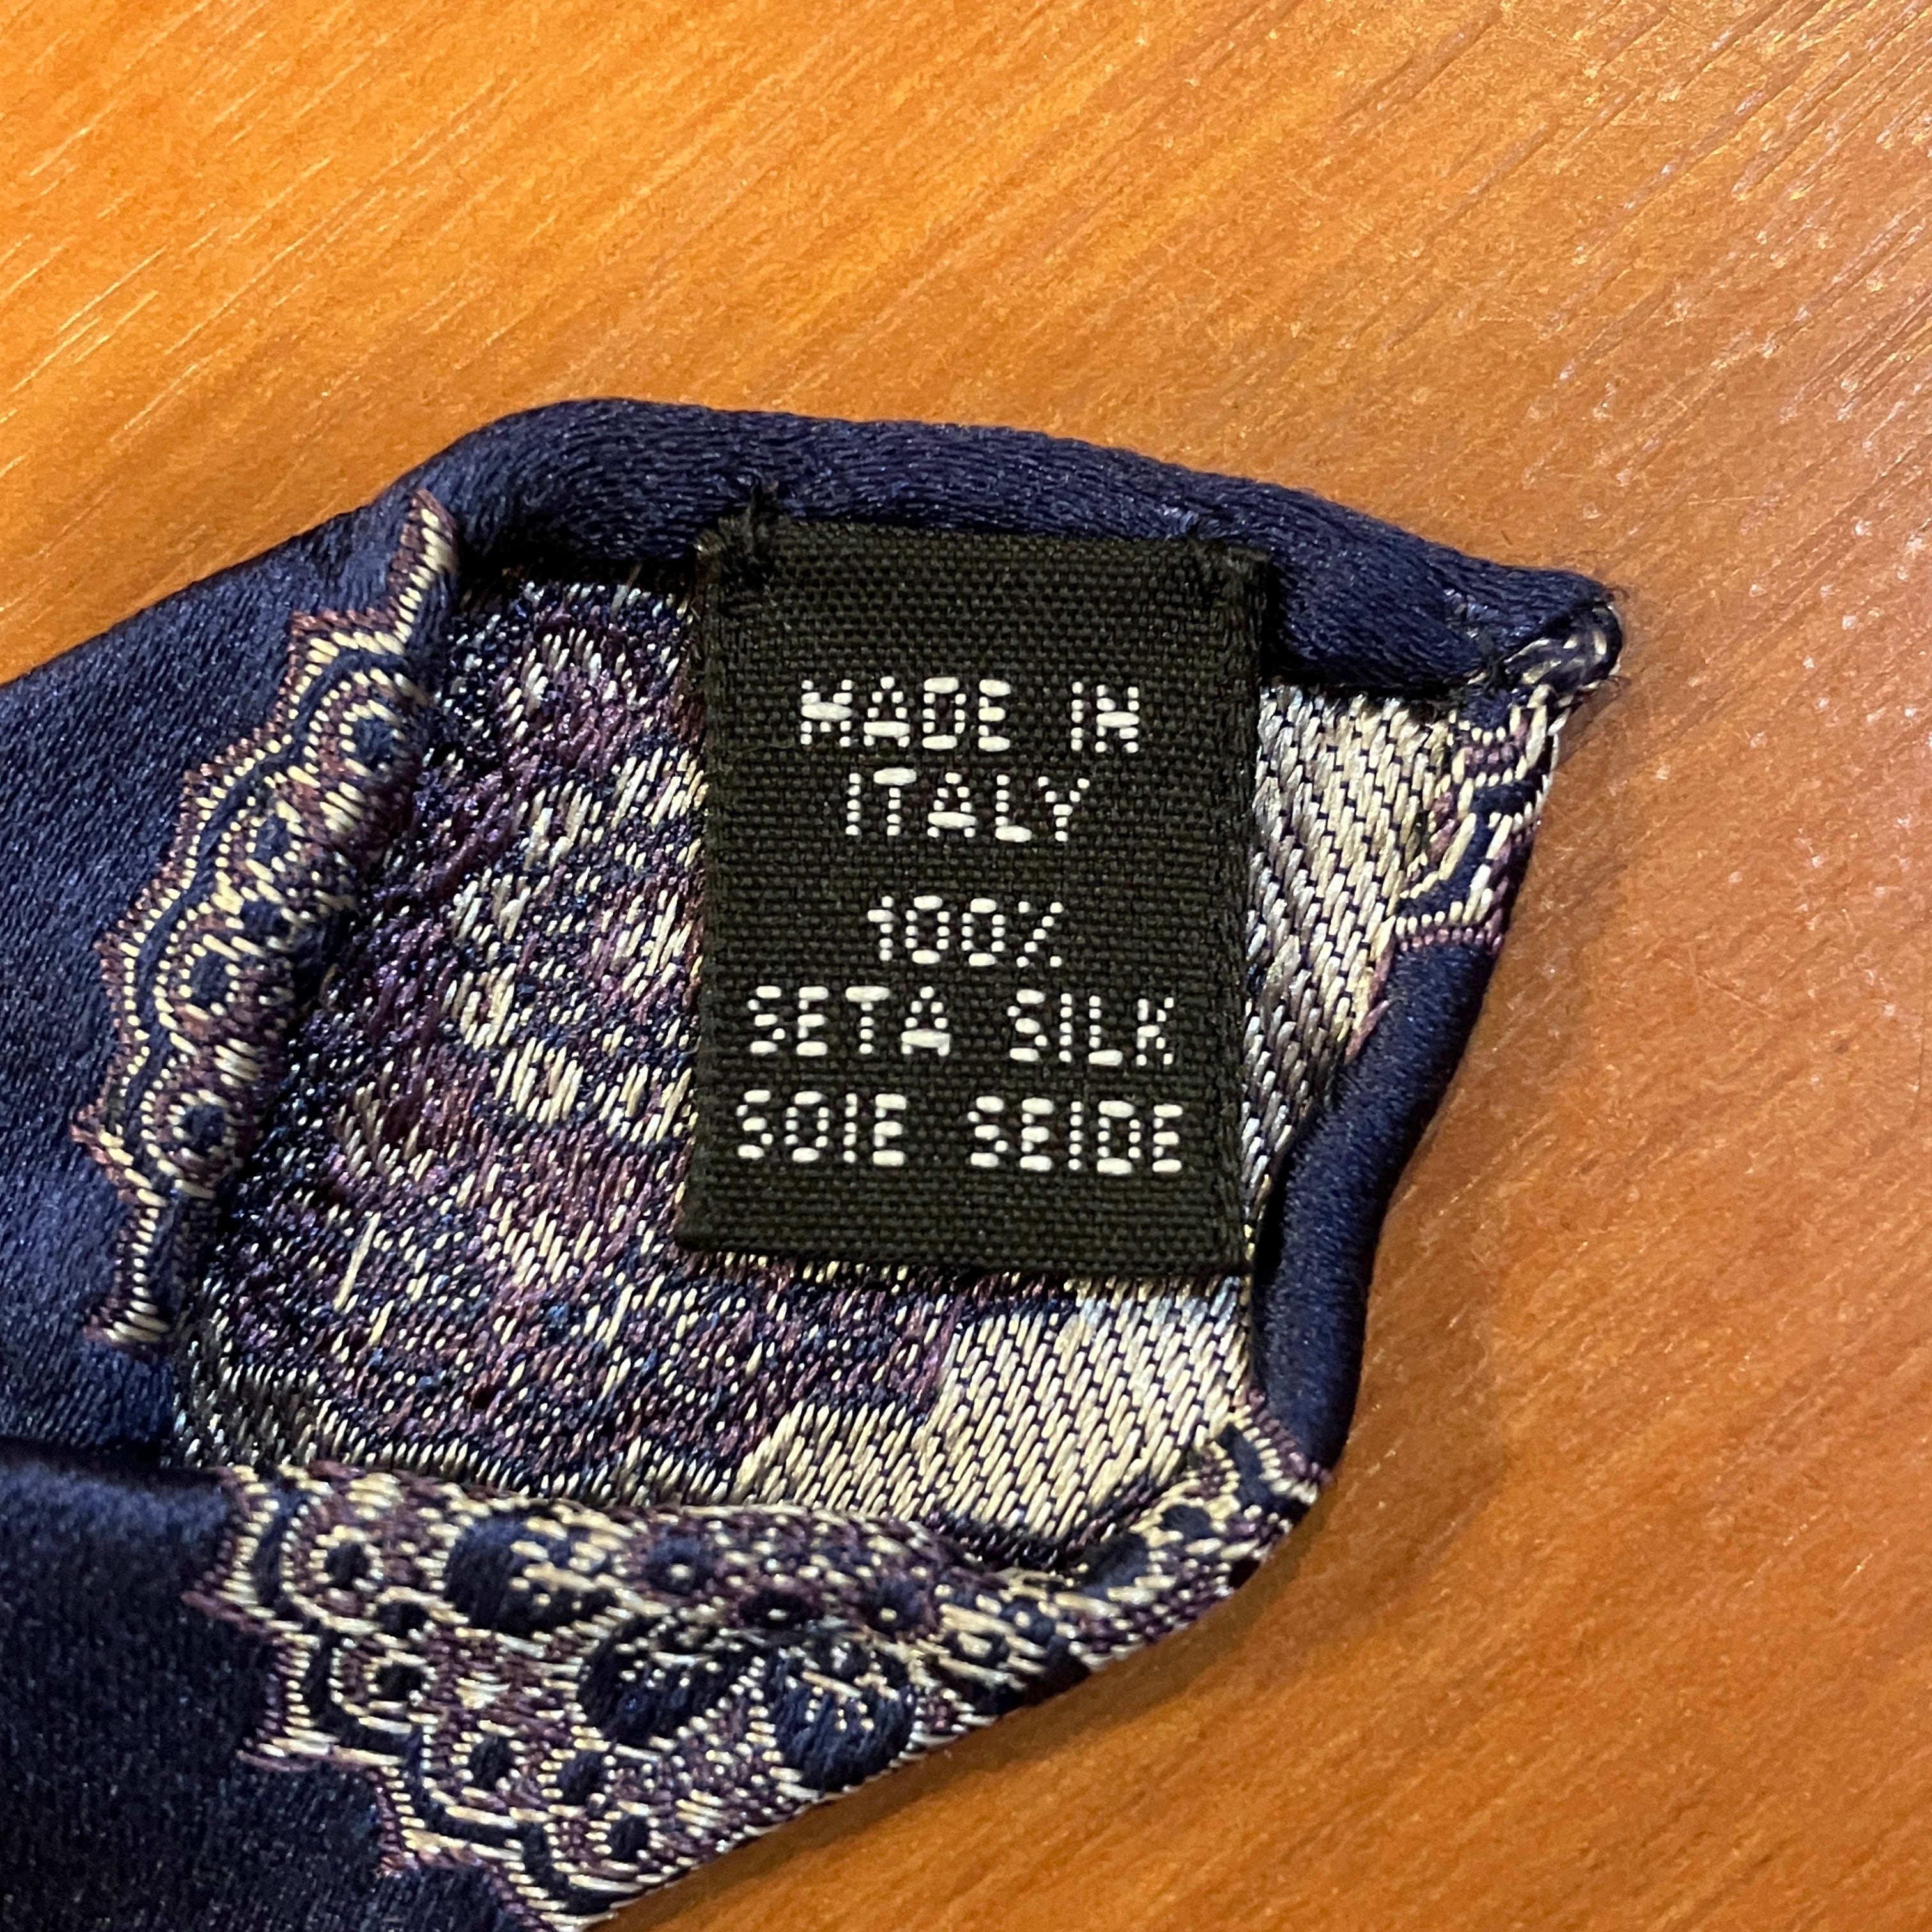 MADE IN
ITALY
100%
SETA SILK
SOIE SEIDE